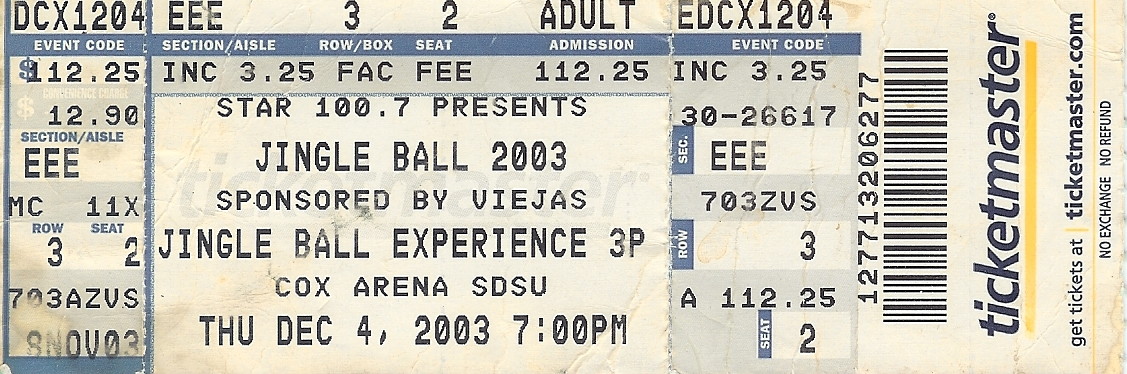 DCX1204 EEE 3 2 ADULT EDCX1204
EVENT CODE SECTION/AISLE ROW/BOX SEAT ADMISSION EVENT CODE
$112.25 INC 3.25 FAC FEE 112.25 INC 3.25
CONVENIENCE CHARGE
$ 12.90
STAR 100.7 PRESENTS
30-26617
SECTION/AISLE
EEE
JINGLE BALL 2003
SEC. EEE
MC 11X
SPONSORED BY VIEJAS
703ZVS
ROW SEAT
3 2
JINGLE BALL EXPERIENCE 3P
ROW 3
703AZVS
COX ARENA SDSU
A 112.25
8NOV03
THU DEC 4, 2003 7:00PM
SEAT 2
ticketmaster
127713206277
ticketmaster®
get tickets at ticketmaster.com
NO EXCHANGE NO REFUND